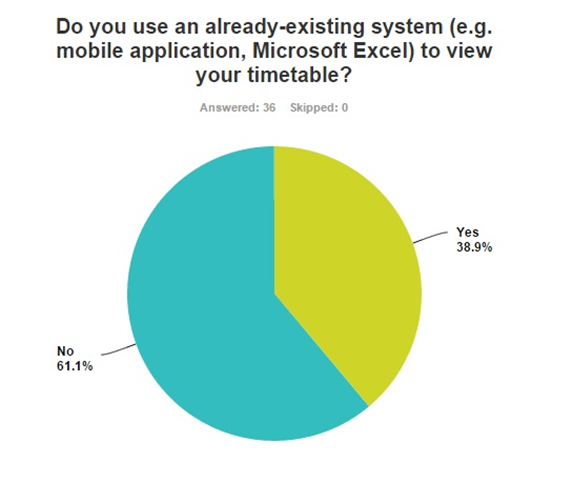 Do you use an already-existing system (e.g.
mobile application, Microsoft Excel) to view
your timetable?
Answered: 36 Skipped: 0
Yes
38.9%
No
61.1%